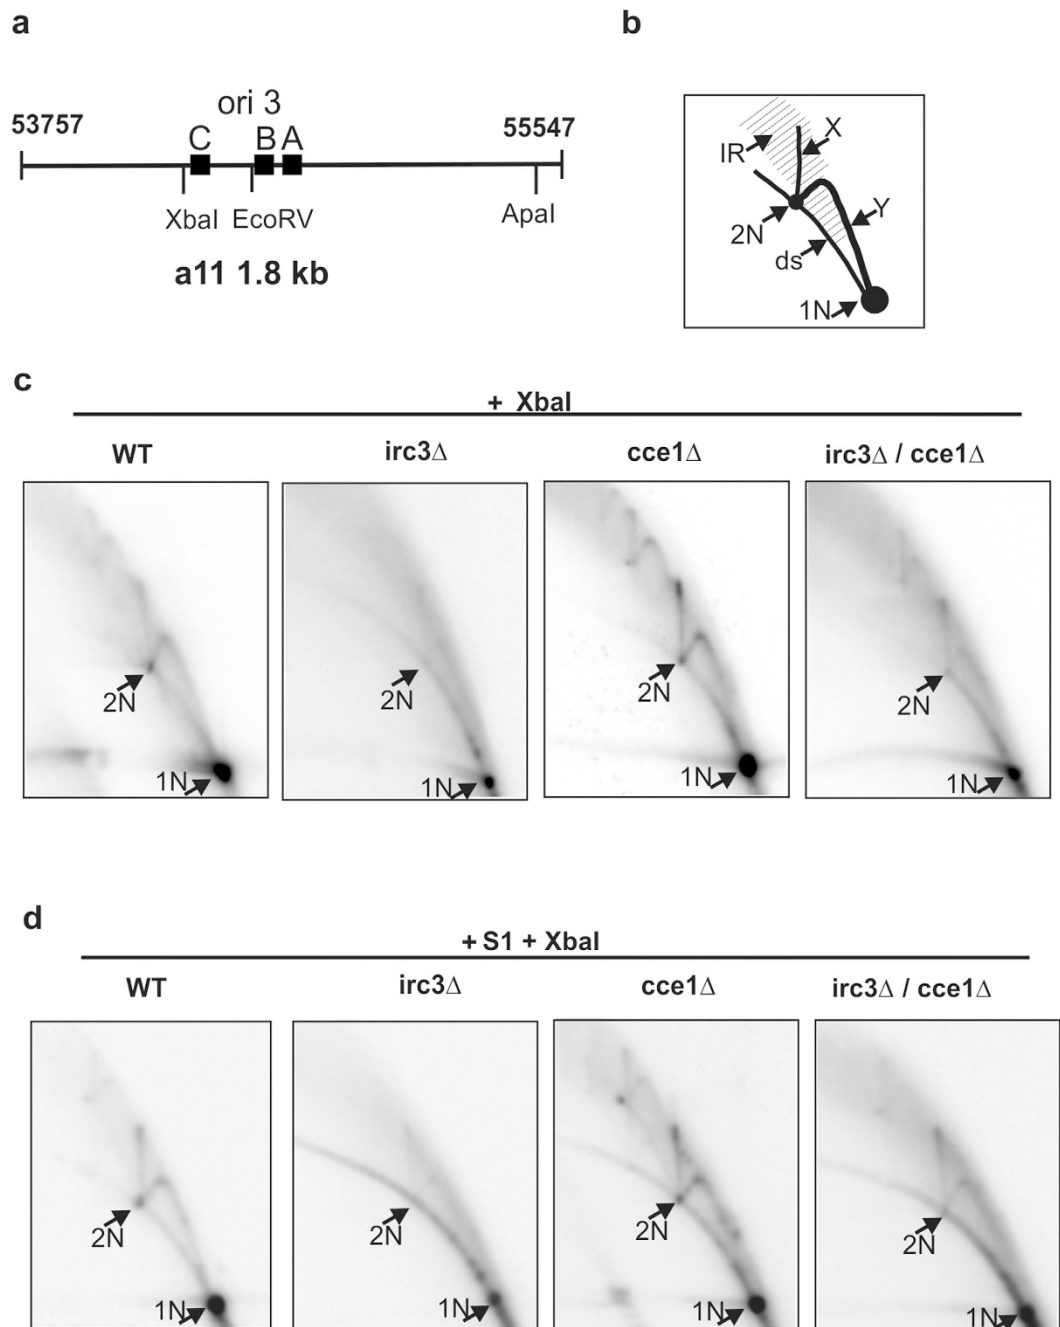 a
b
ori 3
53757
55547
C B A
XbaI EcoRV ApaI
a11 1.8 kb
X
IR
Y
2N
ds
1N
c
+ XbaI
WT irc3Δ cce1Δ irc3Δ / cce1Δ
2N 2N 2N 2N
1N 1N 1N 1N
d
+ S1 + XbaI
WT irc3Δ cce1Δ irc3Δ / cce1Δ
2N 2N 2N 2N
1N 1N 1N 1N